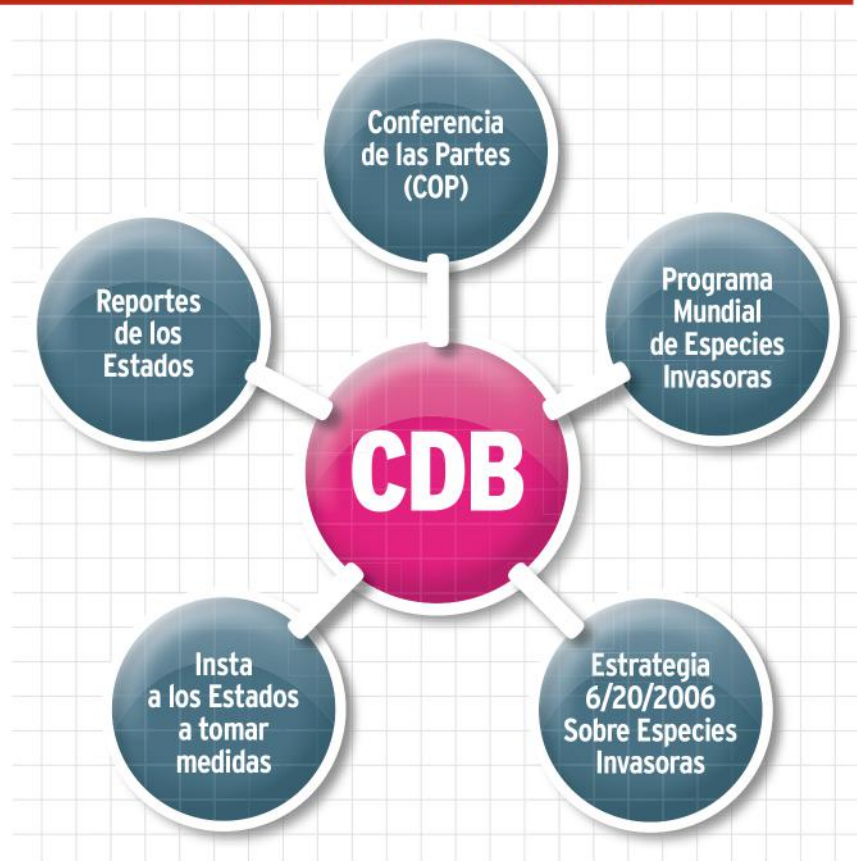 Conferencia
de las Partes
(COP)
Programa
Mundial
de Especies
Invasoras
Reportes
de los
Estados
CDB
Insta
a los Estados
a tomar
medidas
Estrategia
6/20/2006
Sobre Especies
Invasoras